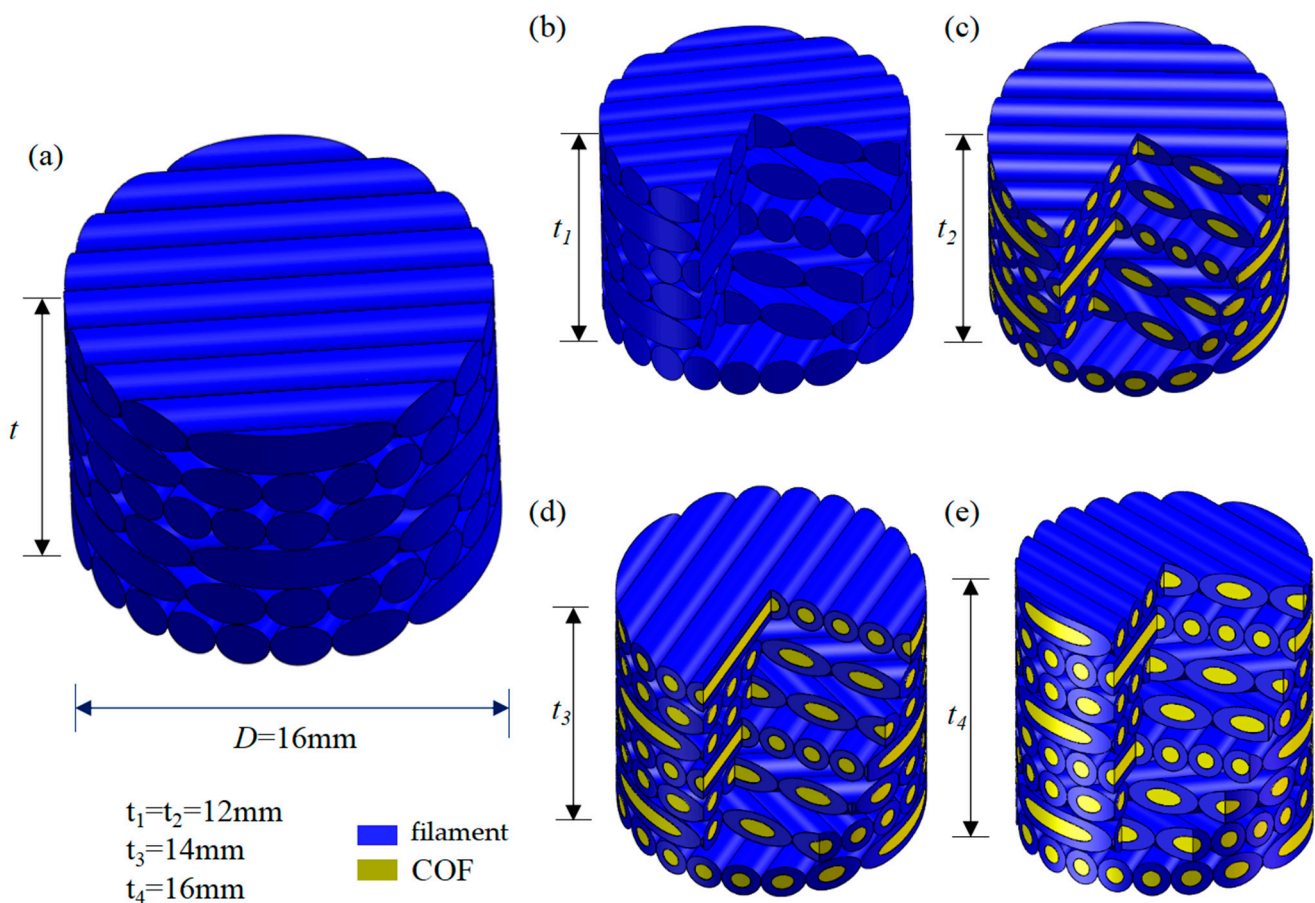 (a)
t
D=16mm
(b)
t₁
(c)
t₂
(d)
t₃
(e)
t₄
t₁=t₂=12mm
t₃=14mm
t₄=16mm
filament
COF